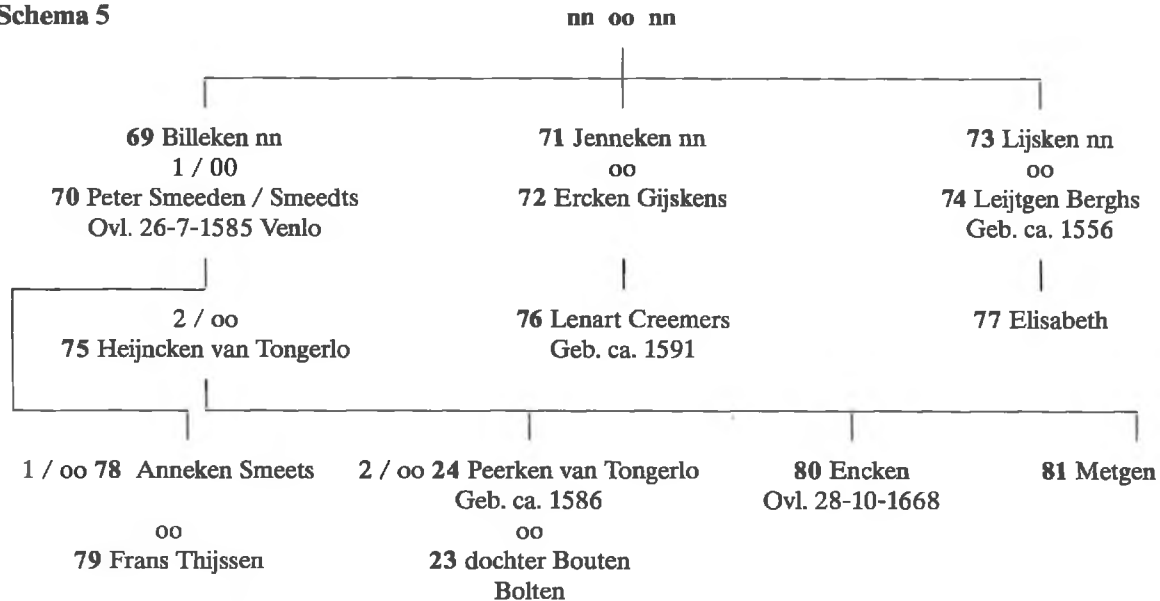 Schema 5
nn oo nn
69 Billeken nn
1 / 00
70 Peter Smeeden / Smeedts
Ovl. 26-7-1585 Venlo
71 Jenneken nn
oo
72 Ercken Gijskens
73 Lijsken nn
oo
74 Leijtgen Berghs
Geb. ca. 1556
2 / oo
75 Heijncken van Tongerlo
76 Lenart Creemers
Geb. ca. 1591
77 Elisabeth
1 / oo 78 Anneken Smeets
oo
79 Frans Thijssen
2 / oo 24 Peerken van Tongerlo
Geb. ca. 1586
oo
23 dochter Bouten
Bolten
80 Encken
Ovl. 28-10-1668
81 Metgen